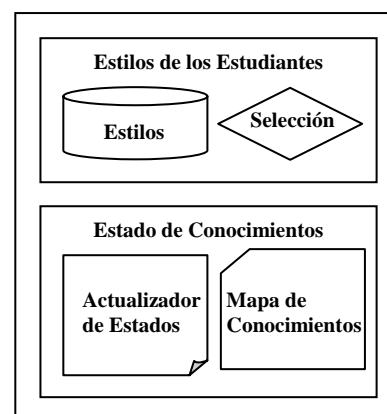 Estilos de los Estudiantes
Estilos
Selección
Estado de Conocimientos
Actualizador
de Estados
Mapa de
Conocimientos